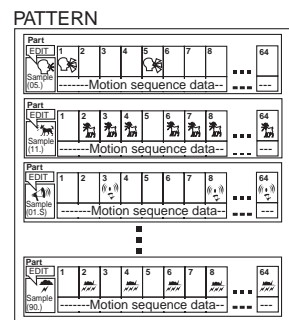 PATTERN
Part
EDIT 1 2 3 4 5 6 7 8 64
Sample
(05.) -------Motion sequence data-- --- ---
Part
EDIT 1 2 3 4 5 6 7 8 64
Sample
(11.) -------Motion sequence data-- --- ---
Part
EDIT 1 2 3 4 5 6 7 8 64
Sample
(01.S) -------Motion sequence data-- --- ---
Part
EDIT 1 2 3 4 5 6 7 8 64
Sample
(90.) -------Motion sequence data-- --- ---